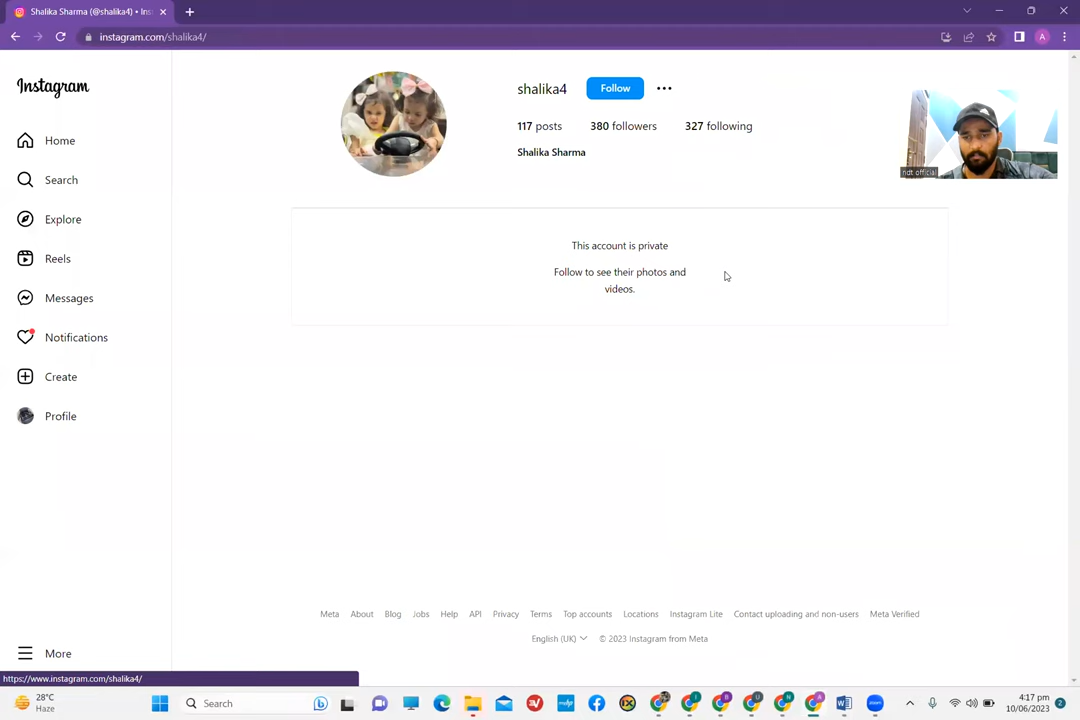 Shalika Sharma (@shalika4) • Ins
instagram.com/shalika4/
A
Instagram
shalika4
Follow
117 posts 380 followers 327 following
Shalika Sharma
ndt official
Home
Search
Explore
Reels
Messages
Notifications
Create
Profile
More
This account is private
Follow to see their photos and
videos.
Meta About Blog Jobs Help API Privacy Terms Top accounts Locations Instagram Lite Contact uploading and non-users Meta Verified
English (UK) © 2023 Instagram from Meta
https://www.instagram.com/shalika4/
28°C
Haze
Search
4:17 pm
10/06/2023
2